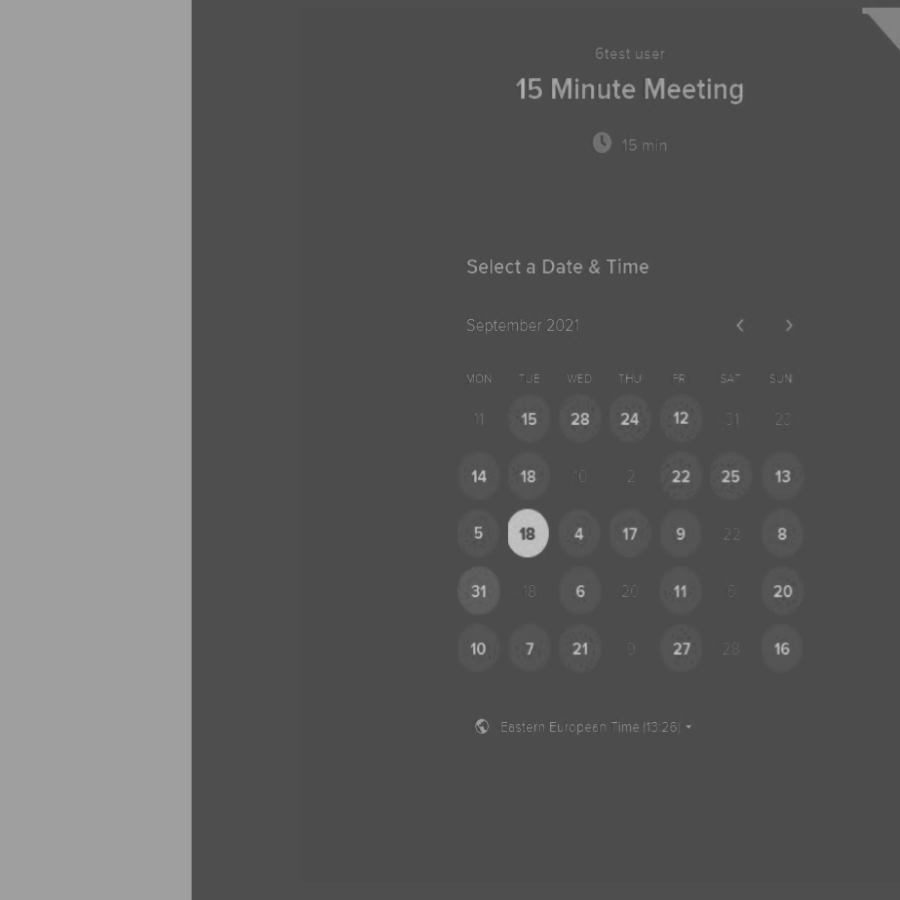 6test user
15 Minute Meeting
15 min
Select a Date & Time
September 2021
MON TUE WED THU FRI SAT SUN
11 15 28 24 12 31 23
14 18 10 2 22 25 13
5 18 4 17 9 22 8
31 18 6 20 11 6 20
10 7 21 9 27 28 16
Eastern European Time (13:26)